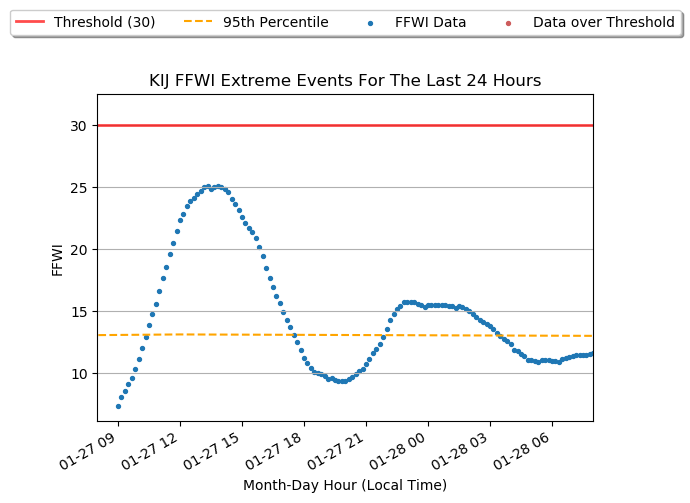 Threshold (30) 95th Percentile FFWI Data Data over Threshold
KIJ FFWI Extreme Events For The Last 24 Hours
30
25
20
15
10
FFWI
01-27 09 01-27 12 01-27 15 01-27 18 01-27 21 01-28 00 01-28 03 01-28 06
Month-Day Hour (Local Time)